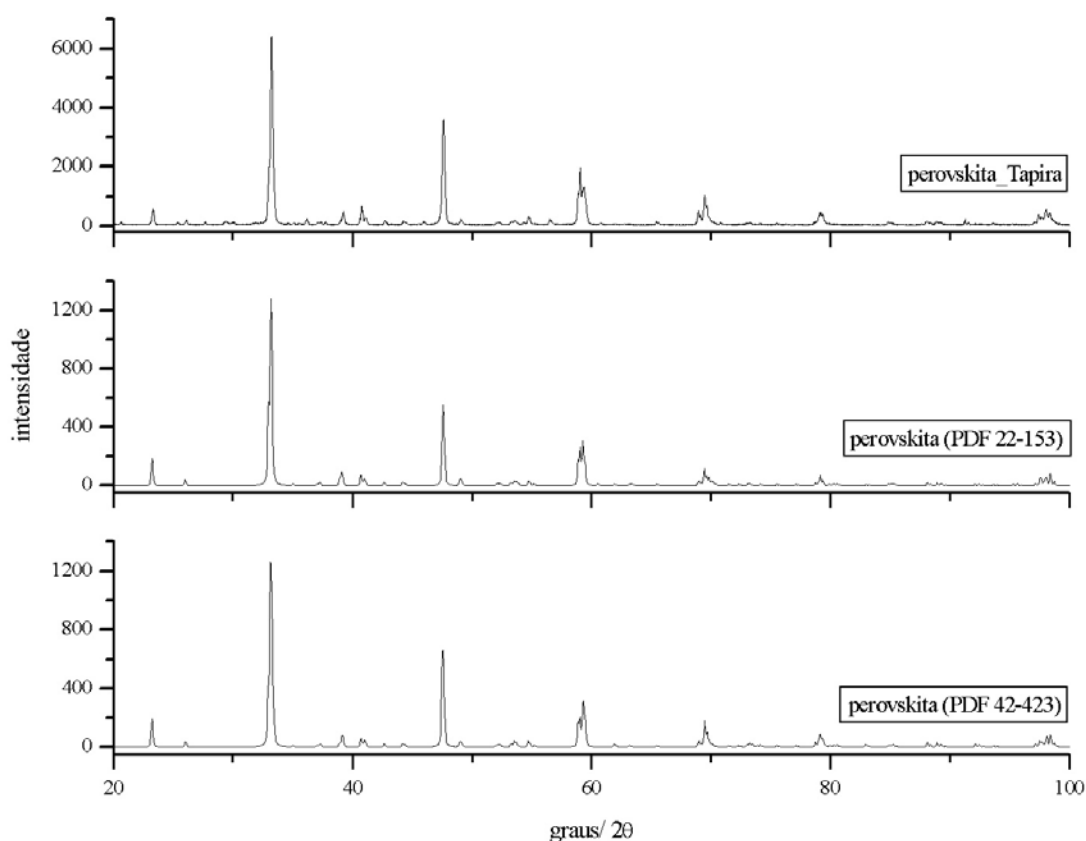 6000
4000
2000
0
perovskita_Tapira
1200
800
400
0
perovskita (PDF 22-153)
intensidade
1200
800
400
0
perovskita (PDF 42-423)
20 40 60 80 100
graus/ 2θ